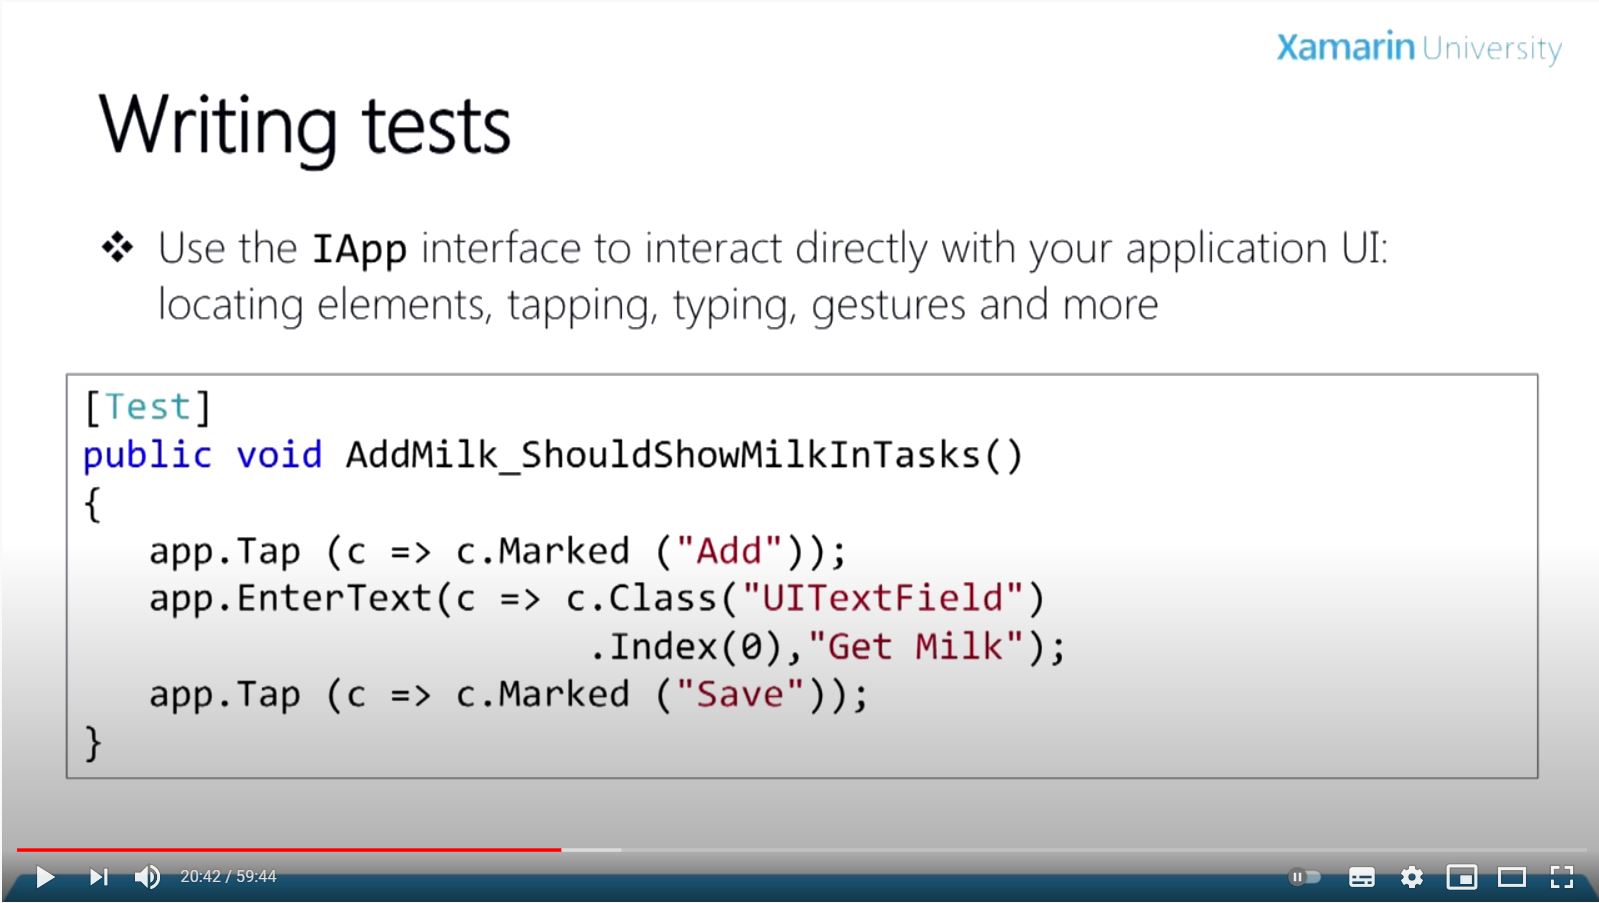 Xamarin University
Writing tests
❖ Use the IApp interface to interact directly with your application UI:
locating elements, tapping, typing, gestures and more
[Test]
public void AddMilk_ShouldShowMilkInTasks()
{
   app.Tap (c => c.Marked ("Add"));
   app.EnterText(c => c.Class("UITextField")
                       .Index(0),"Get Milk");
   app.Tap (c => c.Marked ("Save"));
}
20:42 / 59:44